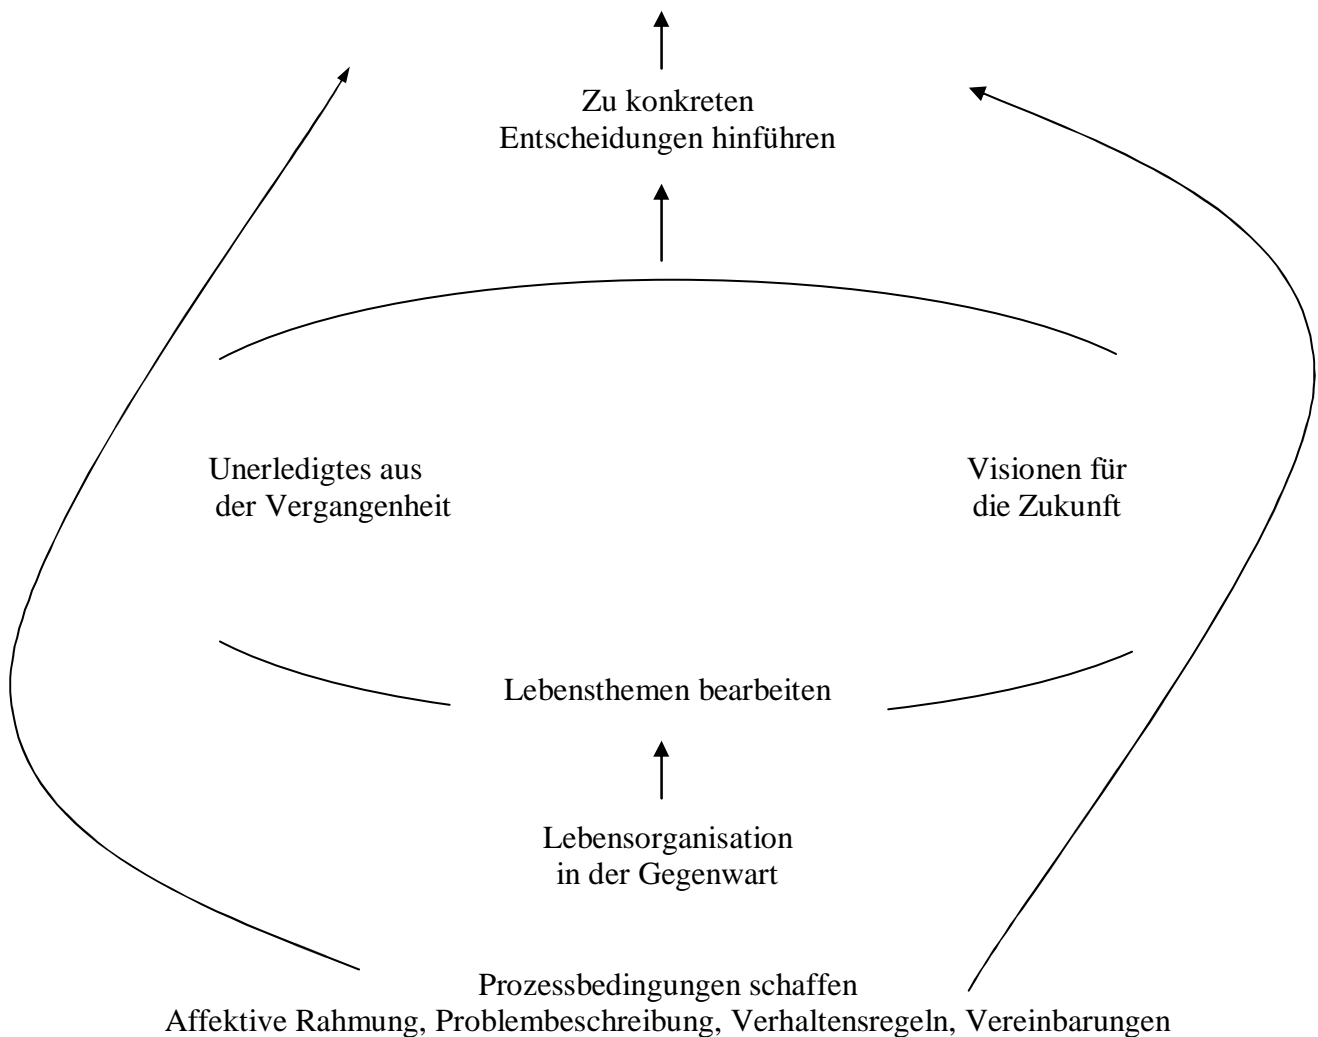 Zu konkreten
Entscheidungen hinführen
Unerledigtes aus
der Vergangenheit
Visionen für
die Zukunft
Lebensthemen bearbeiten
Lebensorganisation
in der Gegenwart
Prozessbedingungen schaffen
Affektive Rahmung, Problembeschreibung, Verhaltensregeln, Vereinbarungen